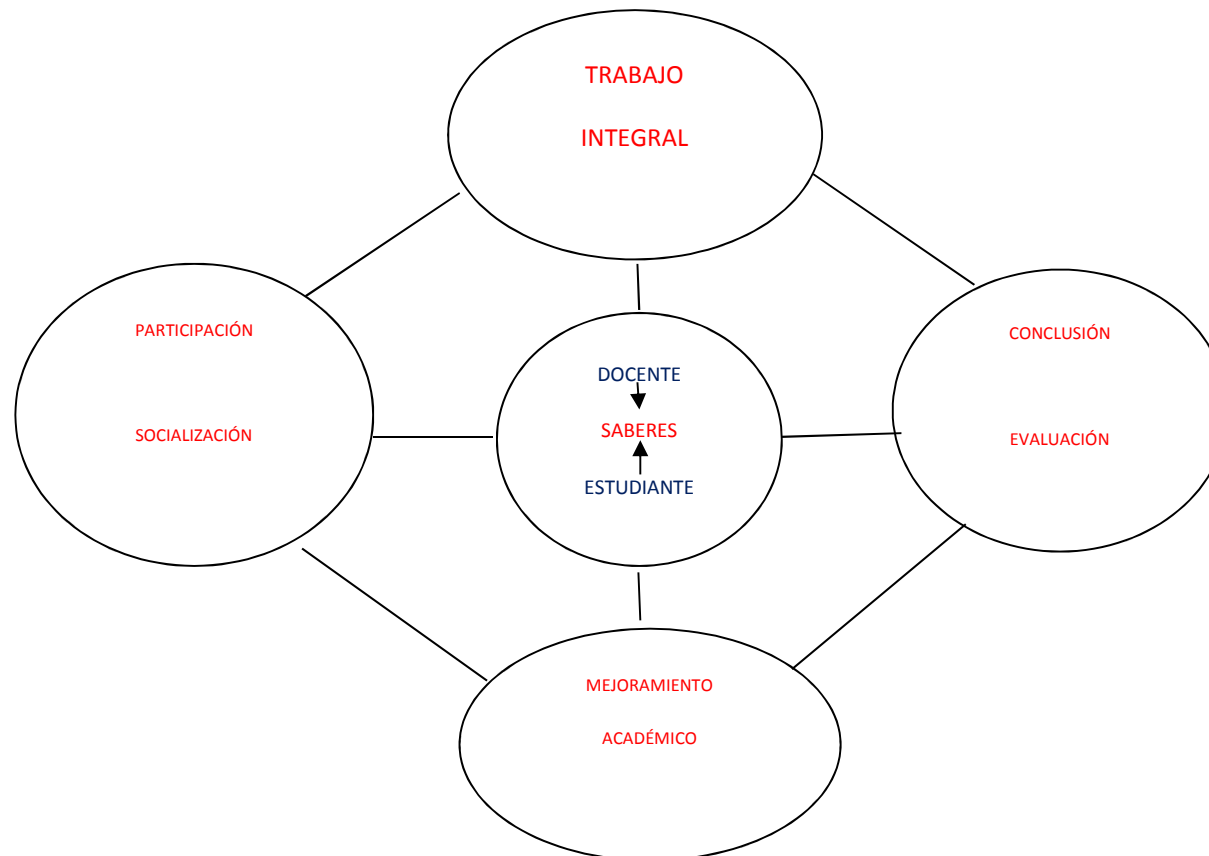 TRABAJO
INTEGRAL
PARTICIPACIÓN
SOCIALIZACIÓN
DOCENTE
SABERES
ESTUDIANTE
CONCLUSIÓN
EVALUACIÓN
MEJORAMIENTO
ACADÉMICO